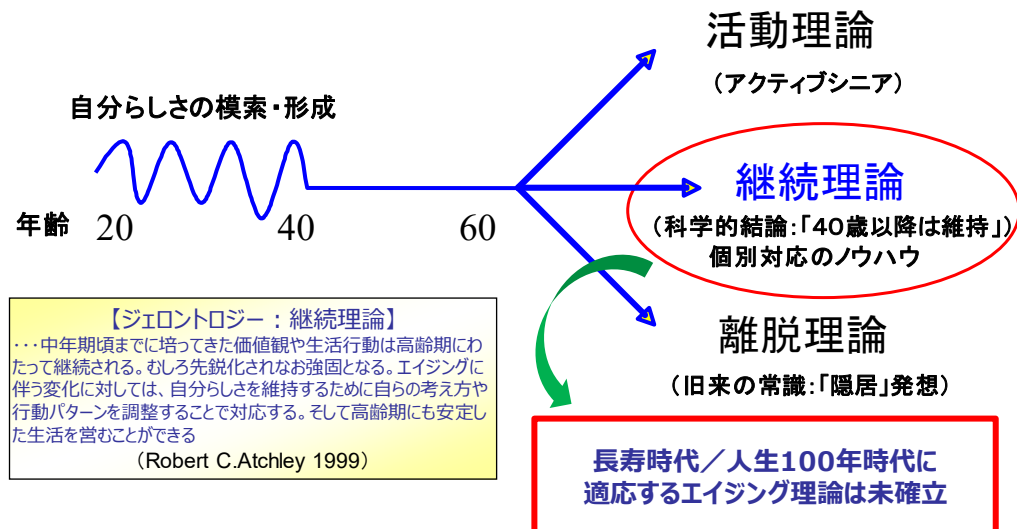 活動理論
（アクティブシニア）
自分らしさの模索・形成
継続理論
（科学的結論：「４０歳以降は維持」）
個別対応のノウハウ
年齢 20 40 60
離脱理論
（旧来の常識：「隠居」発想）
【ジェロントロジー：継続理論】
・・・中年期頃までに培ってきた価値観や生活行動は高齢期にわ
たって継続される。むしろ先鋭化されなお強固となる。エイジングに
伴う変化に対しては、自分らしさを維持するために自らの考え方や
行動パターンを調整することで対応する。そして高齢期にも安定し
た生活を営むことができる
（Robert C.Atchley 1999）
長寿時代／人生100年時代に
適応するエイジング理論は未確立